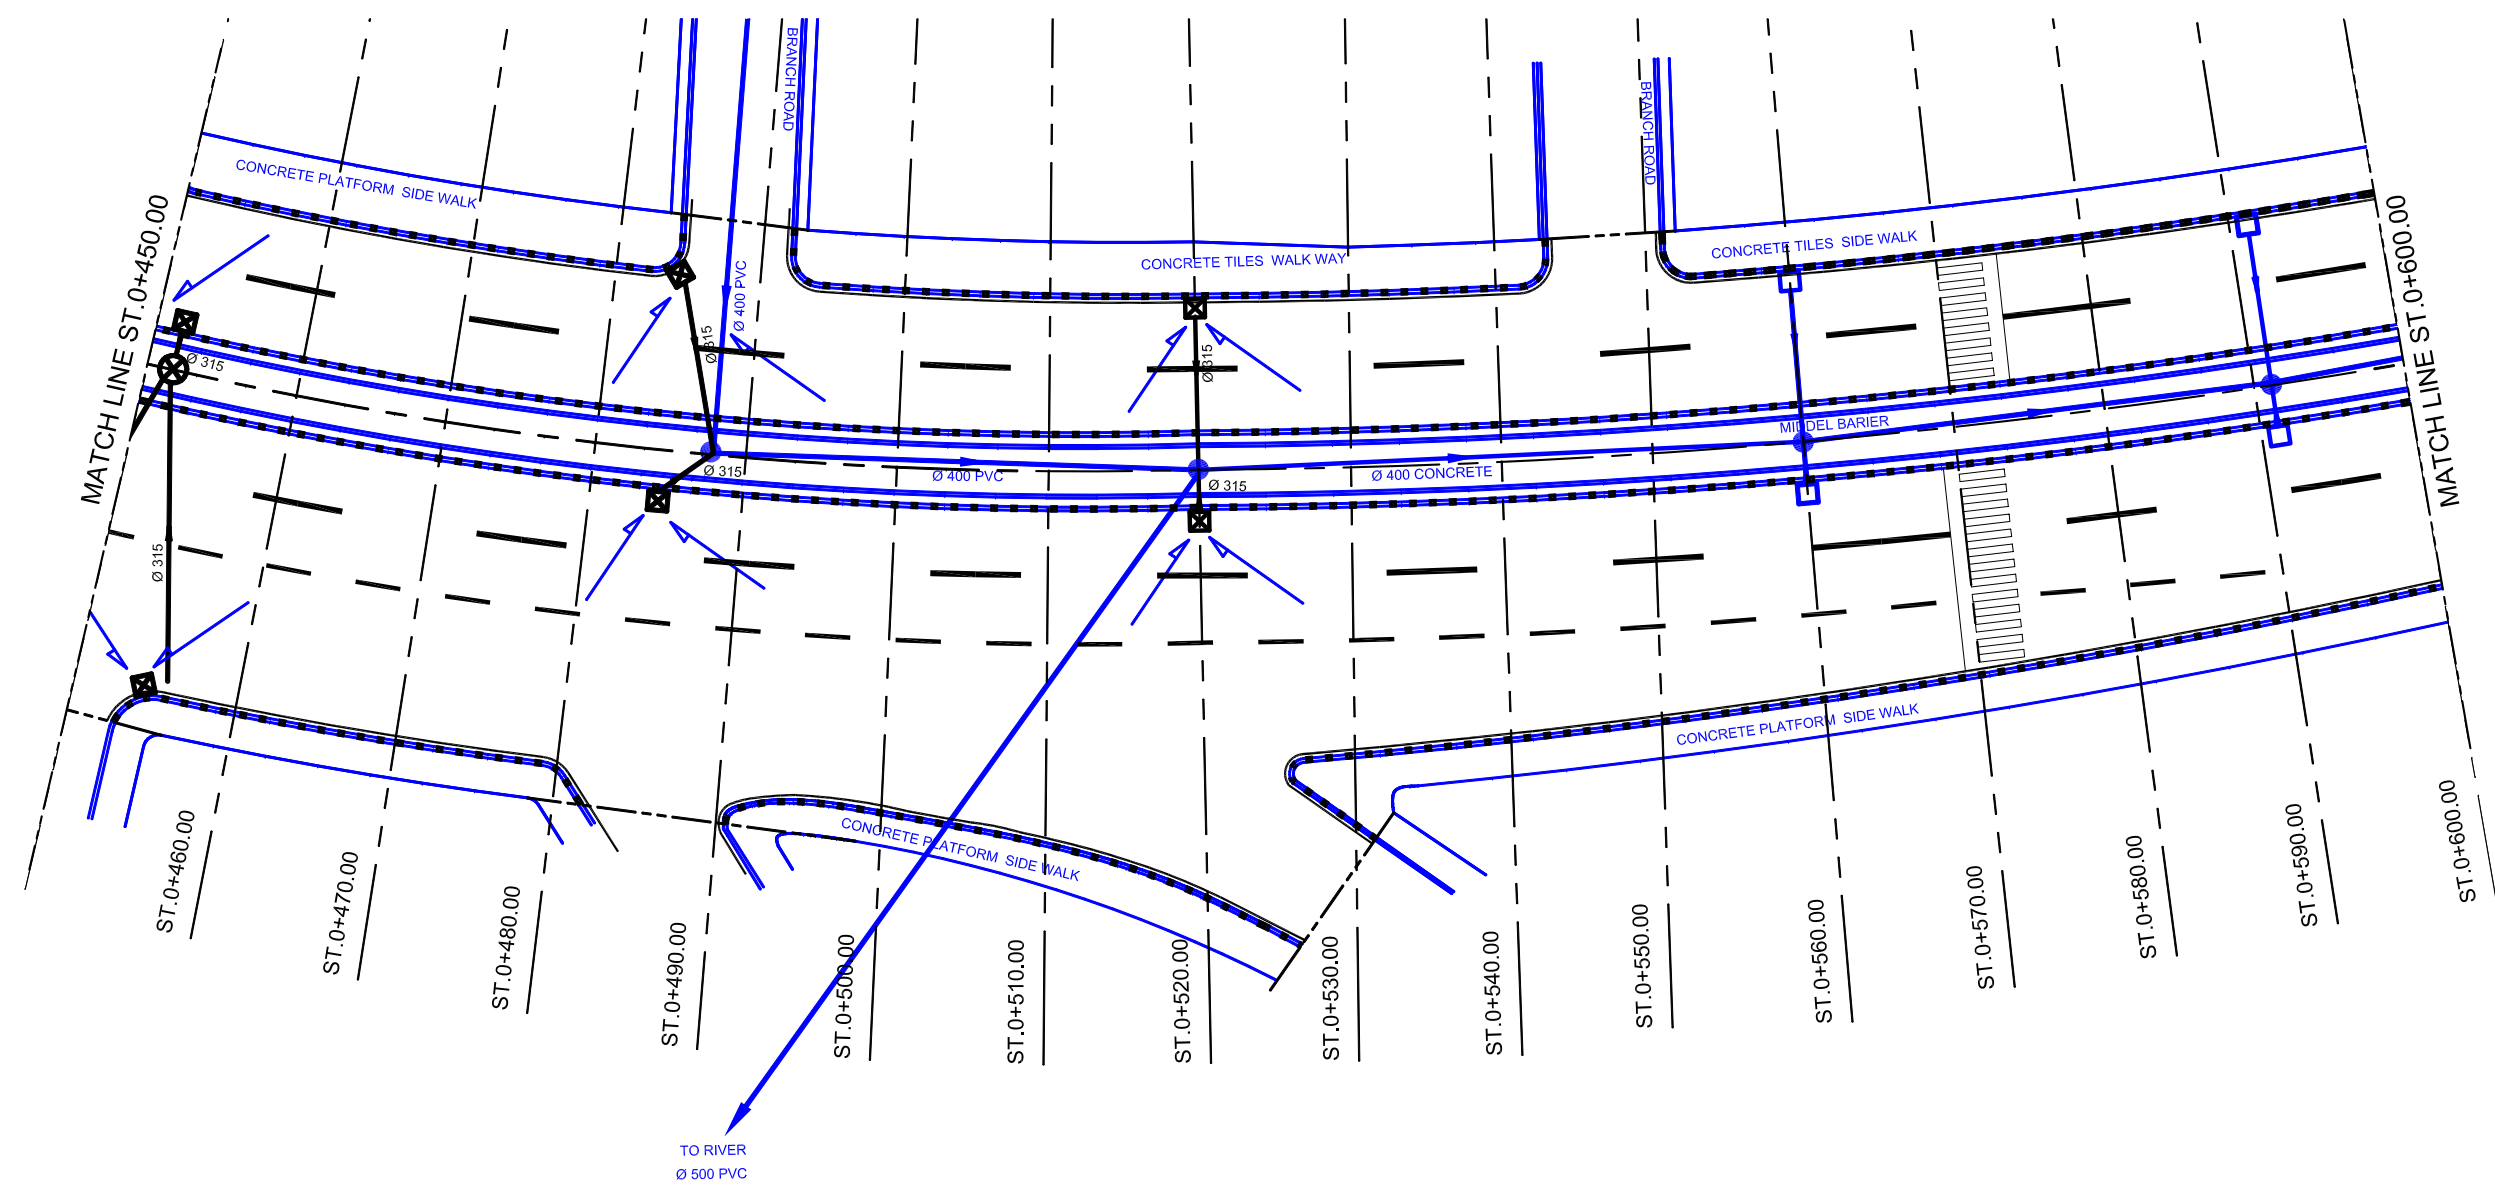 BRANCH ROAD
BRANCH ROAD
CONCRETE PLATFORM SIDE WALK
MATCH LINE ST.0+450.00
MATCH LINE ST.0+600.00
CONCRETE TILES WALK WAY
CONCRETE TILES SIDE WALK
Ø 400 PVC
Ø 315
Ø 315
Ø 315
MIDDEL BARIER
Ø 315
Ø 400 PVC
Ø 315
Ø 400 CONCRETE
Ø 315
CONCRETE PLATFORM SIDE WALK
CONCRETE PLATFORM SIDE WALK
ST.0+460.00
ST.0+470.00
ST.0+480.00
ST.0+490.00
ST.0+500.00
ST.0+510.00
ST.0+520.00
ST.0+530.00
ST.0+540.00
ST.0+550.00
ST.0+560.00
ST.0+570.00
ST.0+580.00
ST.0+590.00
ST.0+600.00
TO RIVER
Ø 500 PVC